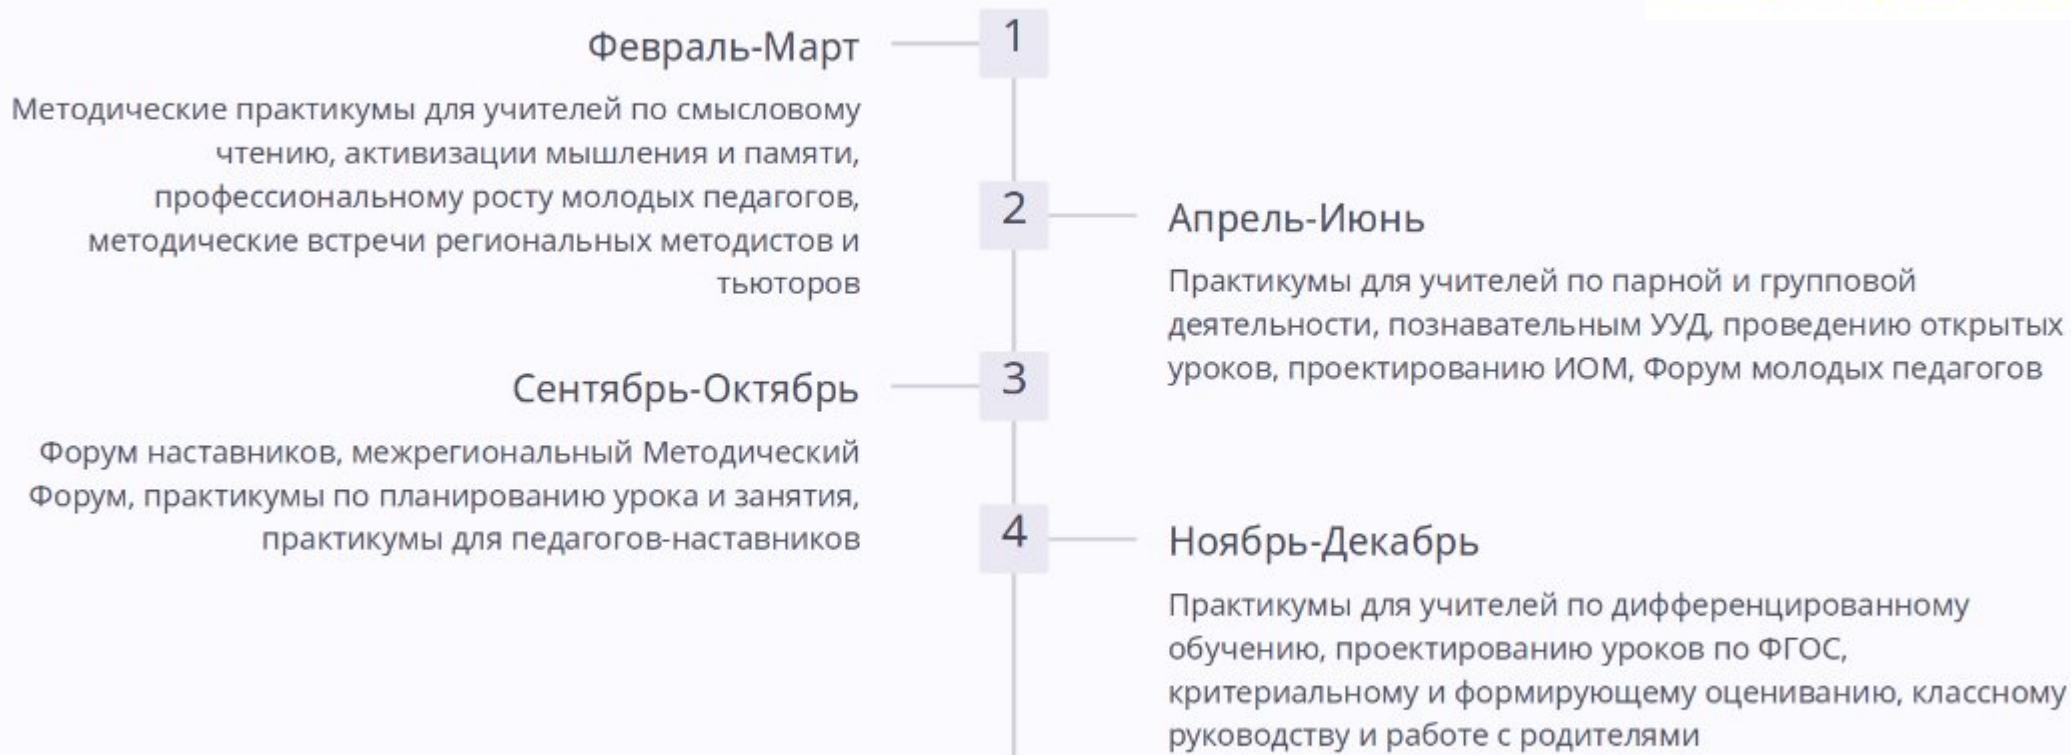 1
Февраль-Март
Методические практикумы для учителей по смысловому
чтению, активизации мышления и памяти,
профессиональному росту молодых педагогов,
методические встречи региональных методистов и
тьюторов
2
Апрель-Июнь
Практикумы для учителей по парной и групповой
деятельности, познавательным УУД, проведению открытых
уроков, проектированию ИОМ, Форум молодых педагогов
3
Сентябрь-Октябрь
Форум наставников, межрегиональный Методический
Форум, практикумы по планированию урока и занятия,
практикумы для педагогов-наставников
4
Ноябрь-Декабрь
Практикумы для учителей по дифференцированному
обучению, проектированию уроков по ФГОС,
критериальному и формирующему оцениванию, классному
руководству и работе с родителями